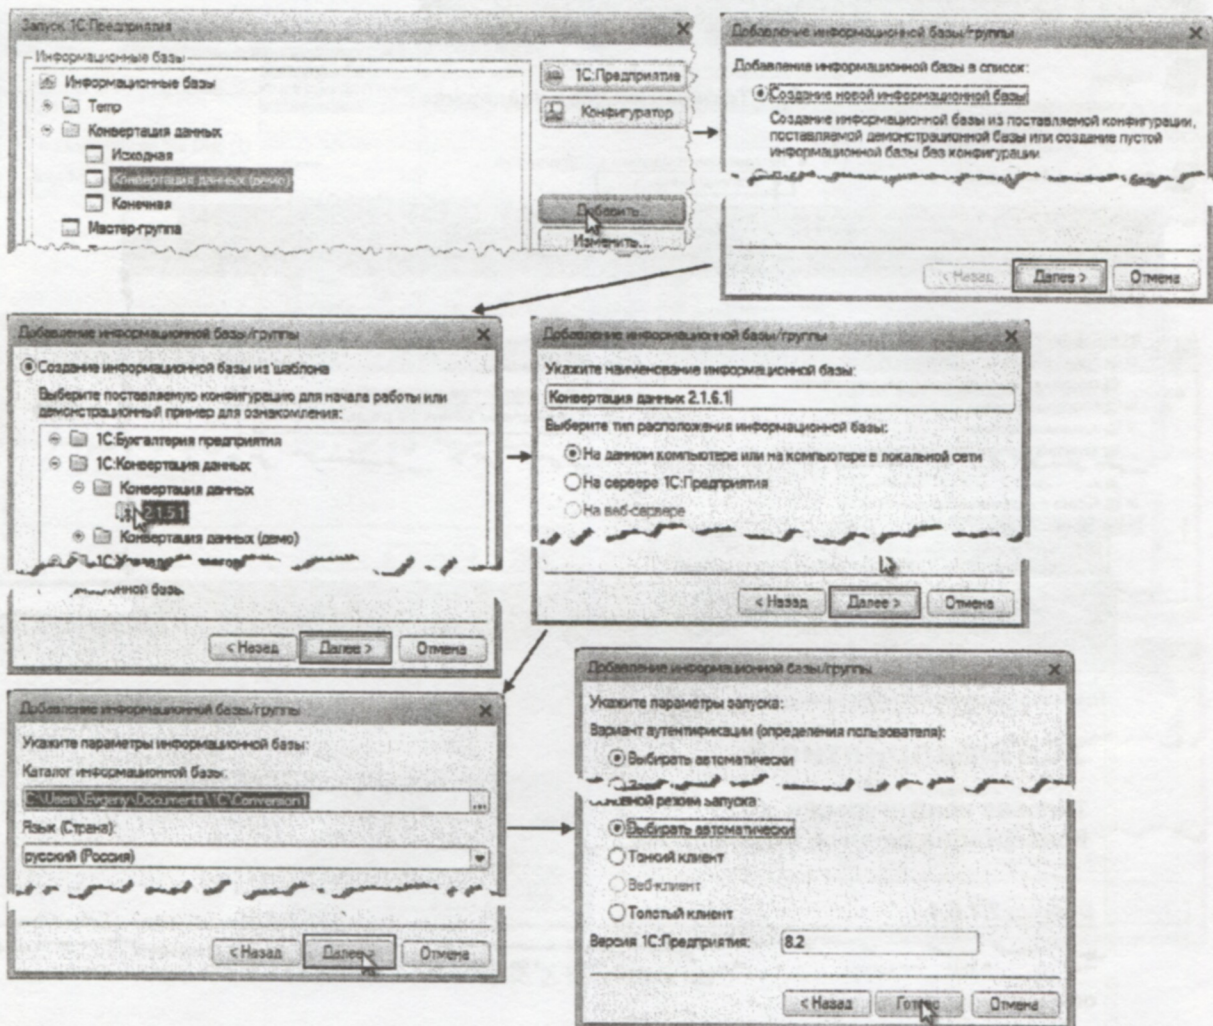 Запуск 1С:Предприятия
Информационные базы
Информационные базы
Temp
Конвертация данных
Исходная
Конвертация данных (демо)
Конечная
Мастер-группа
1С:Предприятие
Конфигуратор
Добавить...
Изменить...
Добавление информационной базы/группы
Добавление информационной базы в список:
Создание новой информационной базы
Создание информационной базы из поставляемой конфигурации,
поставляемой демонстрационной базы или создание пустой
информационной базы без конфигурации
< Назад
Далее >
Отмена
Добавление информационной базы/группы
Создание информационной базы из шаблона
Выберите поставляемую конфигурацию для начала работы или
демонстрационный пример для ознакомления:
1С:Бухгалтерия предприятия
1С:Конвертация данных
Конвертация данных
2.1.5.1
Конвертация данных (демо)
< Назад
Далее >
Отмена
Добавление информационной базы/группы
Укажите наименование информационной базы:
Конвертация данных 2.1.6.1
Выберите тип расположения информационной базы:
На данном компьютере или на компьютере в локальной сети
На сервере 1С:Предприятия
На веб-сервере
< Назад
Далее >
Отмена
Добавление информационной базы/группы
Укажите параметры информационной базы:
Каталог информационной базы:
C:\Users\Evgeny\Documents\1C\Conversion1
...
Язык (Страна):
русский (Россия)
< Назад
Далее >
Отмена
Добавление информационной базы/группы
Укажите параметры запуска:
Вариант аутентификации (определения пользователя):
Выбирать автоматически
Основной режим запуска:
Выбирать автоматически
Тонкий клиент
Веб-клиент
Толстый клиент
Версия 1С:Предприятия:
8.2
< Назад
Готово
Отмена